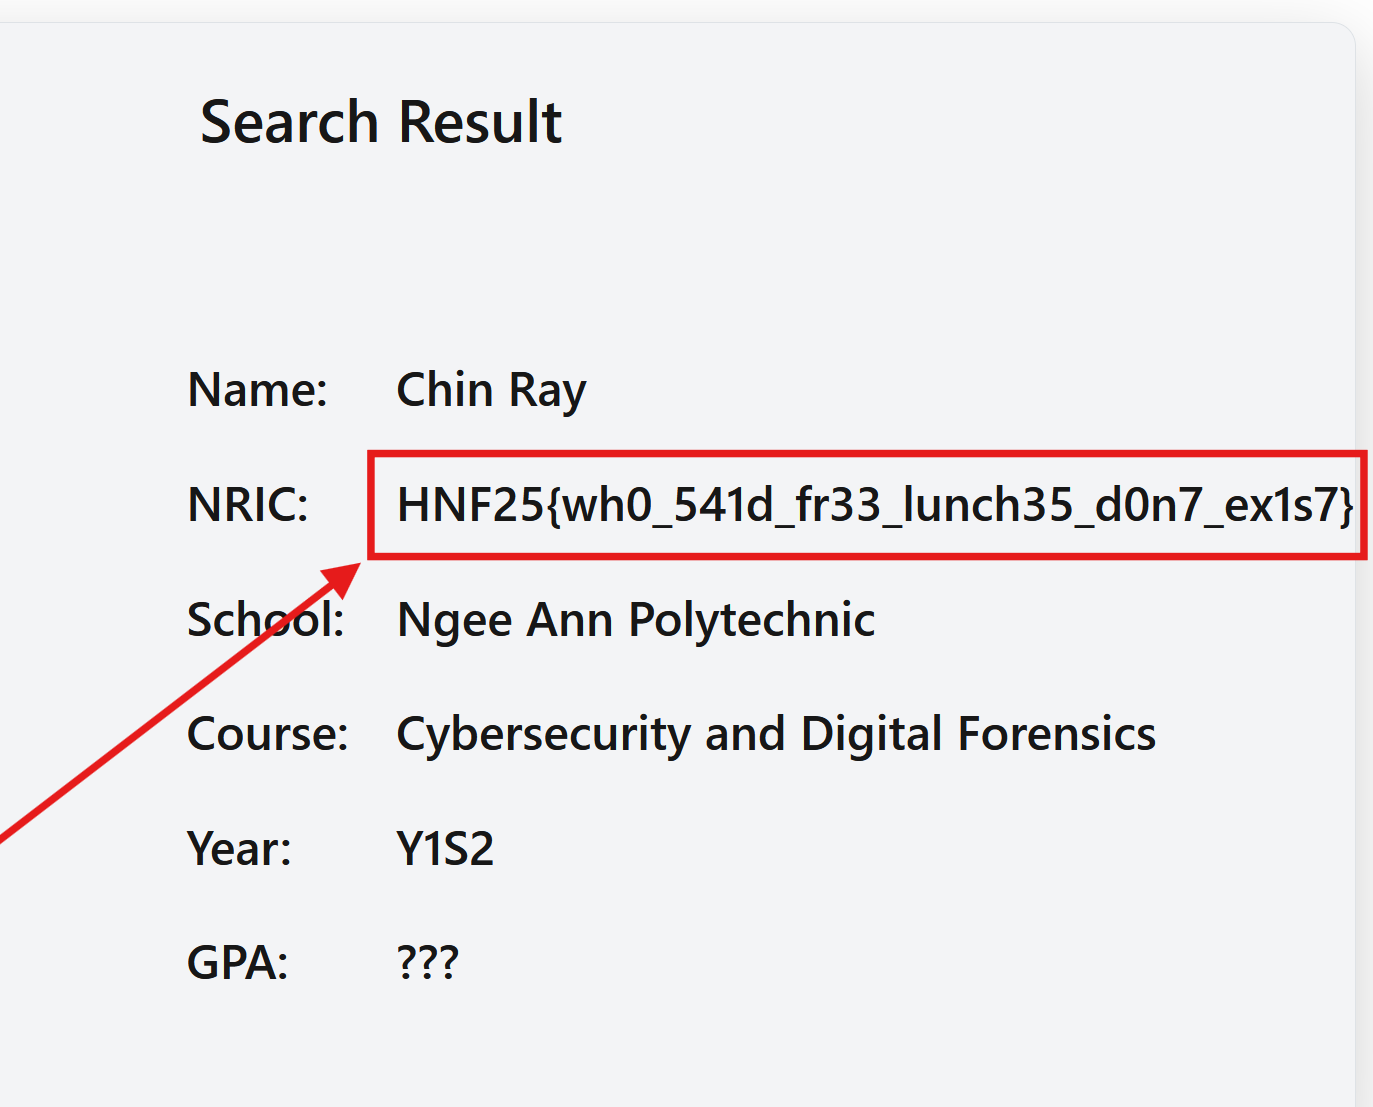 Search Result
Name: Chin Ray
NRIC: HNF25{wh0_541d_fr33_lunch35_d0n7_ex1s7}
School: Ngee Ann Polytechnic
Course: Cybersecurity and Digital Forensics
Year: Y1S2
GPA: ???